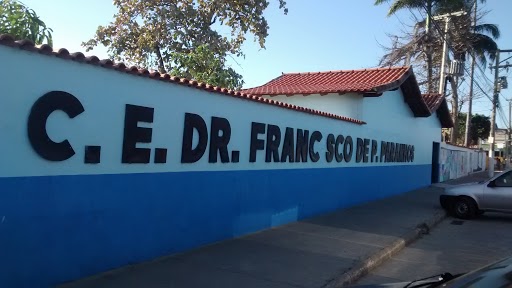 C. E. DR. FRANC SCO DE P. PARANHOS